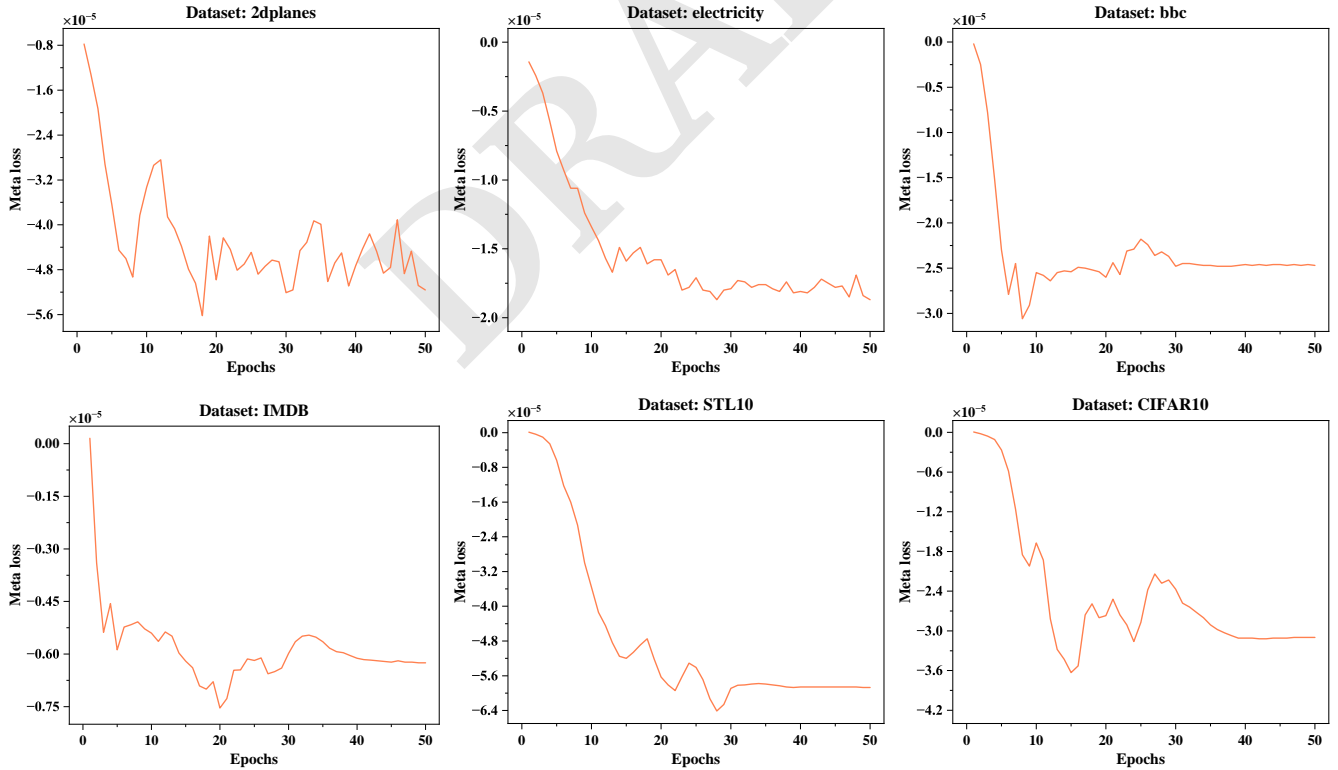 Dataset: 2dplanes
×10⁻⁵
−0.8
−1.6
−2.4
−3.2
−4.0
−4.8
−5.6
Meta loss
0 10 20 30 40 50
Epochs
Dataset: electricity
×10⁻⁵
0.0
−0.5
−1.0
−1.5
−2.0
Meta loss
0 10 20 30 40 50
Epochs
Dataset: bbc
×10⁻⁵
0.0
−0.5
−1.0
−1.5
−2.0
−2.5
−3.0
Meta loss
0 10 20 30 40 50
Epochs
Dataset: IMDB
×10⁻⁵
0.00
−0.15
−0.30
−0.45
−0.60
−0.75
Meta loss
0 10 20 30 40 50
Epochs
Dataset: STL10
×10⁻⁵
0.0
−0.8
−1.6
−2.4
−3.2
−4.0
−4.8
−5.6
−6.4
Meta loss
0 10 20 30 40 50
Epochs
Dataset: CIFAR10
×10⁻⁵
0.0
−0.6
−1.2
−1.8
−2.4
−3.0
−3.6
−4.2
Meta loss
0 10 20 30 40 50
Epochs